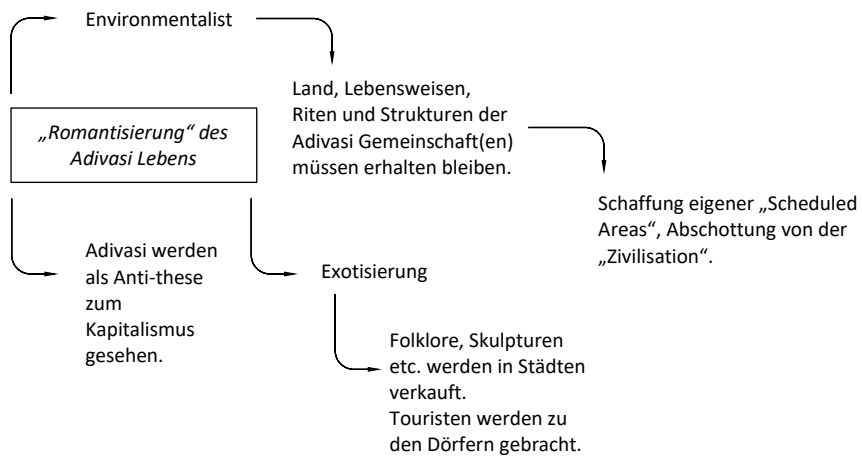 Environmentalist
„Romantisierung“ des
Adivasi Lebens
Land, Lebensweisen,
Riten und Strukturen der
Adivasi Gemeinschaft(en)
müssen erhalten bleiben.
Schaffung eigener „Scheduled
Areas“, Abschottung von der
„Zivilisation“.
Adivasi werden
als Anti-these
zum
Kapitalismus
gesehen.
Exotisierung
Folklore, Skulpturen
etc. werden in Städten
verkauft.
Touristen werden zu
den Dörfern gebracht.